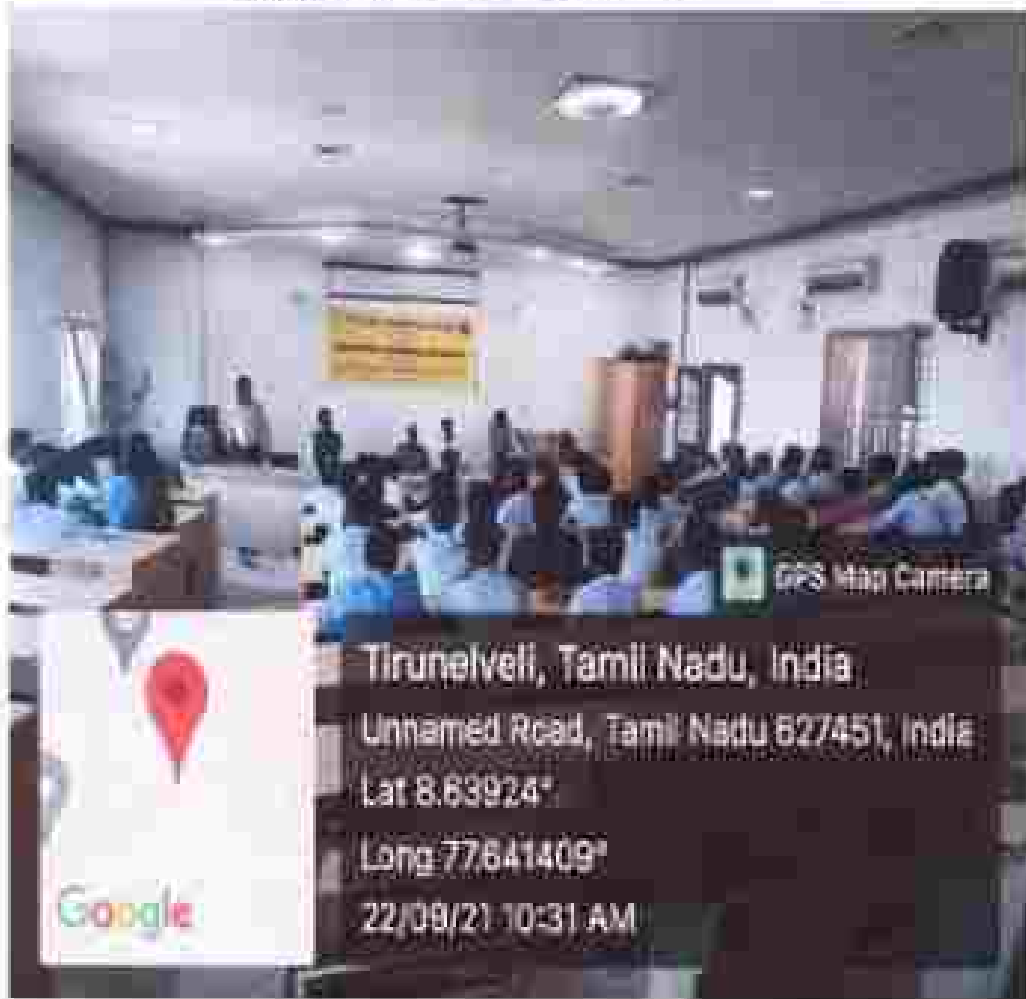 GPS Map Camera
Tirunelveli, Tamil Nadu, India
Unnamed Road, Tamil Nadu 627451, India
Lat 8.63924°
Long 77.641409°
22/09/21 10:31 AM
Google